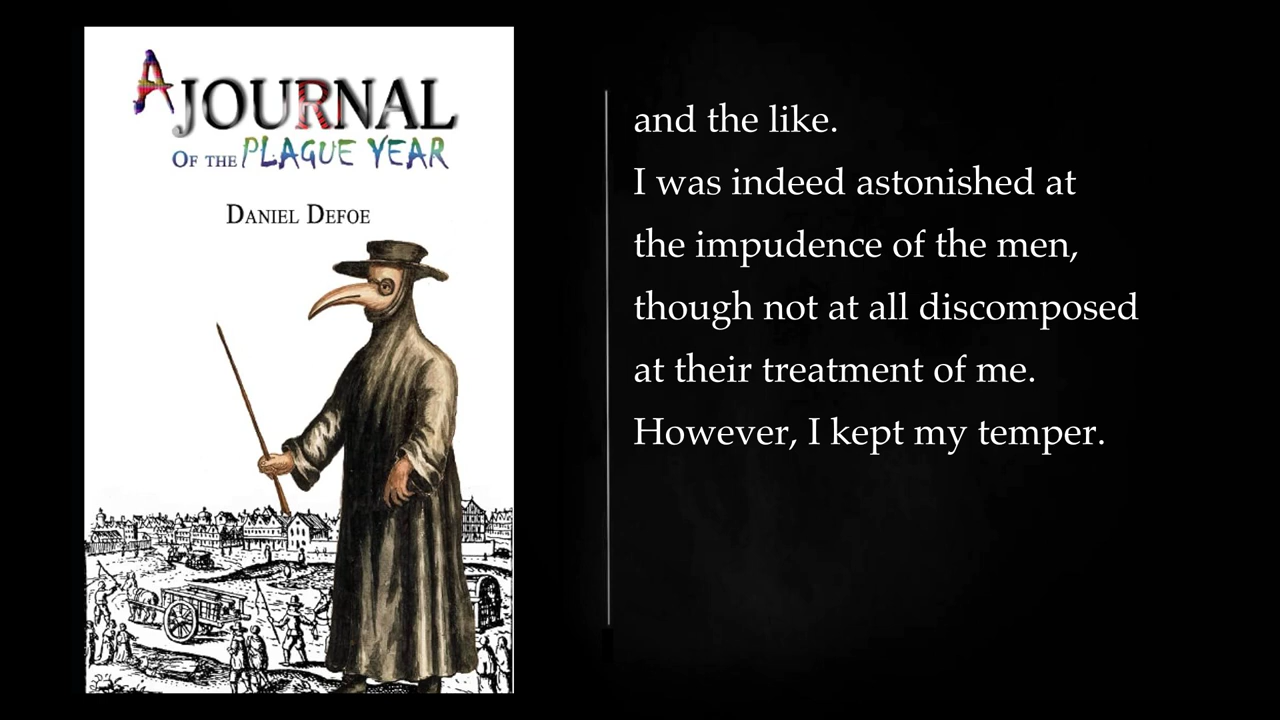 A JOURNAL
OF THE PLAGUE YEAR
DANIEL DEFOE
and the like.
I was indeed astonished at
the impudence of the men,
though not at all discomposed
at their treatment of me.
However, I kept my temper.